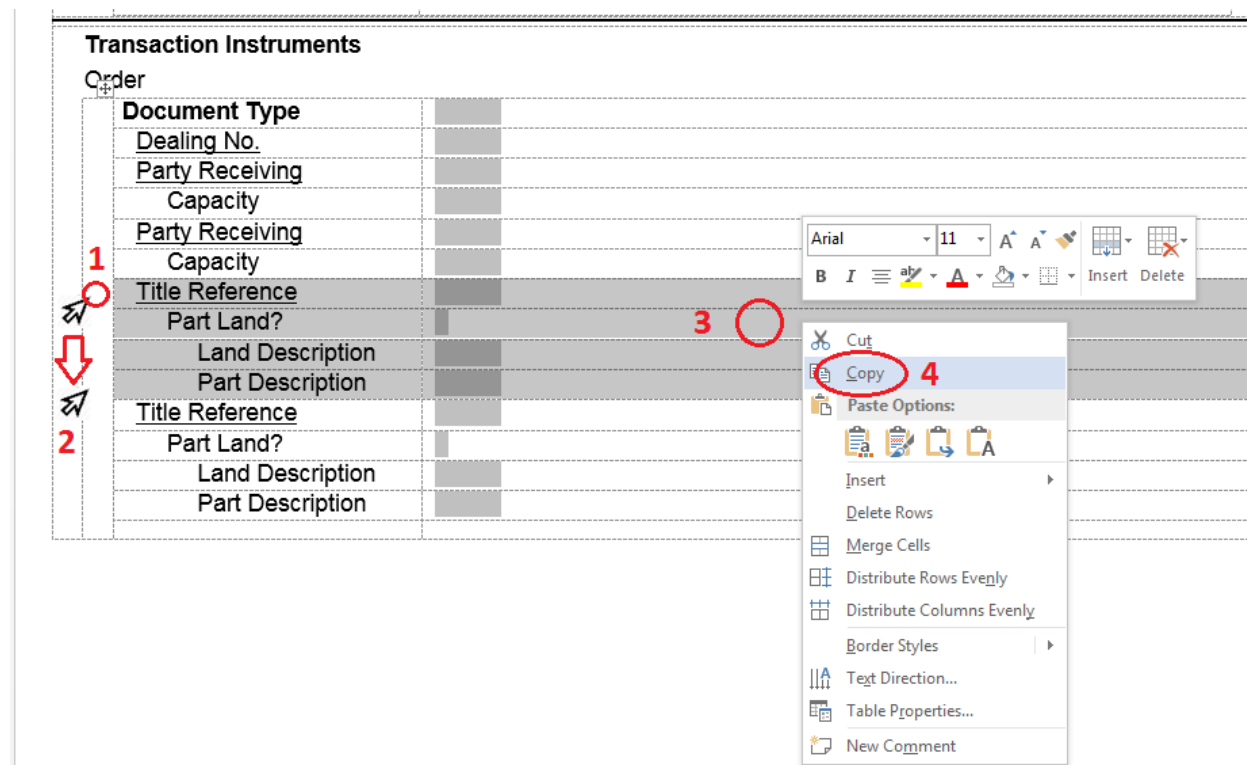 Transaction Instruments
Order
Document Type
Dealing No.
Party Receiving
Capacity
Party Receiving
Capacity
1
Title Reference
Part Land?
Land Description
Part Description
2
Title Reference
Part Land?
Land Description
Part Description
3
Arial 11 A A
B I ab A Insert Delete
Cut
Copy 4
Paste Options:
a A
Insert
Delete Rows
Merge Cells
Distribute Rows Evenly
Distribute Columns Evenly
Border Styles
Text Direction...
Table Properties...
New Comment